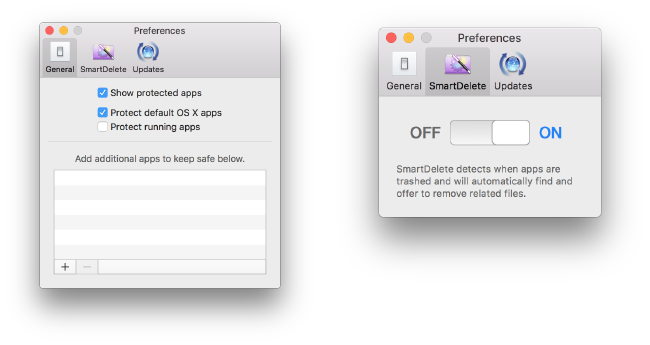 Preferences
General SmartDelete Updates
Show protected apps
Protect default OS X apps
Protect running apps
Add additional apps to keep safe below.
Preferences
General SmartDelete Updates
OFF ON
SmartDelete detects when apps are
trashed and will automatically find and
offer to remove related files.